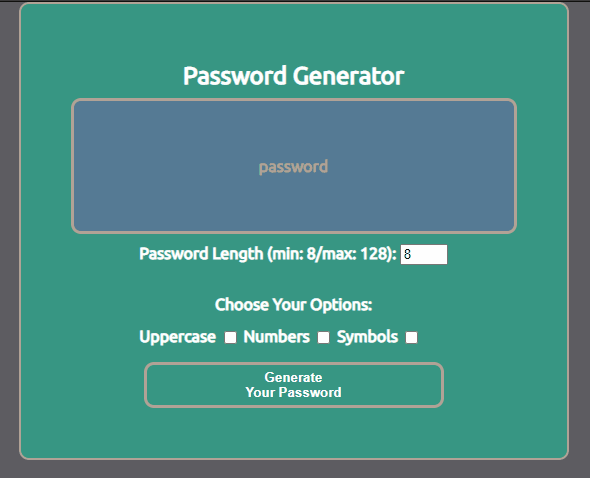 Password Generator
password
Password Length (min: 8/max: 128): 8
Choose Your Options:
Uppercase Numbers Symbols
Generate
Your Password